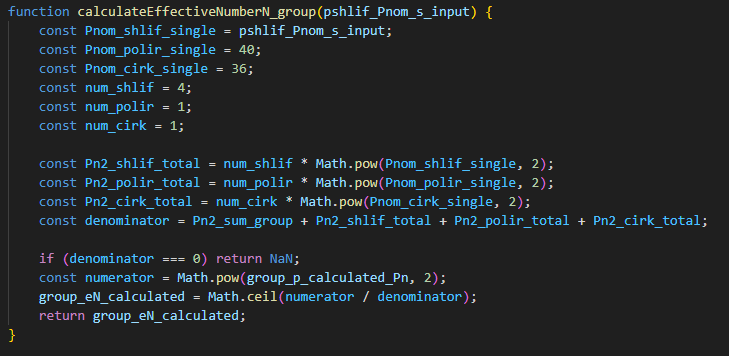 function calculateEffectiveNumberN_group(pshlif_Pnom_s_input) {
    const Pnom_shlif_single = pshlif_Pnom_s_input;
    const Pnom_polir_single = 40;
    const Pnom_cirk_single = 36;
    const num_shlif = 4;
    const num_polir = 1;
    const num_cirk = 1;

    const Pn2_shlif_total = num_shlif * Math.pow(Pnom_shlif_single, 2);
    const Pn2_polir_total = num_polir * Math.pow(Pnom_polir_single, 2);
    const Pn2_cirk_total = num_cirk * Math.pow(Pnom_cirk_single, 2);
    const denominator = Pn2_sum_group + Pn2_shlif_total + Pn2_polir_total + Pn2_cirk_total;

    if (denominator === 0) return NaN;
    const numerator = Math.pow(group_p_calculated_Pn, 2);
    group_eN_calculated = Math.ceil(numerator / denominator);
    return group_eN_calculated;
}